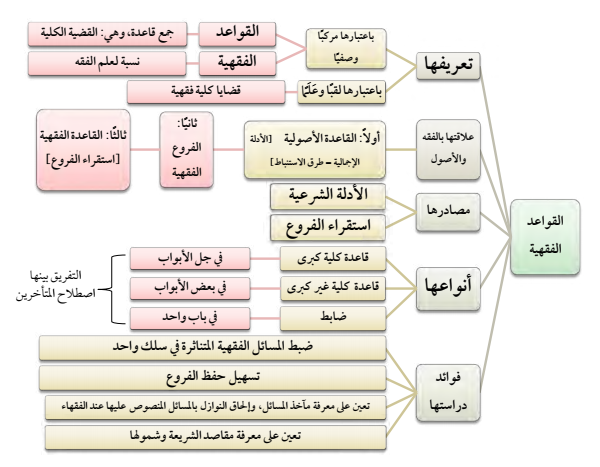 القواعد
الفقهية
تعريفها
باعتبارها مركبًا
وصفيًا
القواعد
جمع قاعدة، وهي: القضية الكلية
الفقهية
نسبة لعلم الفقه
باعتبارها لقبًا وعَلَمًا
قضايا كلية فقهية
علاقتها بالفقه
والأصول
أولاً: القاعدة الأصولية [الأدلة
الإجمالية – طرق الاستنباط]
ثانيًا:
الفروع
الفقهية
ثالثًا: القاعدة الفقهية
[استقراء الفروع]
مصادرها
الأدلة الشرعية
استقراء الفروع
أنواعها
قاعدة كلية كبرى
في جل الأبواب
قاعدة كلية غير كبرى
في بعض الأبواب
ضابط
في باب واحد
التفريق بينها
اصطلاح المتأخرين
فوائد
دراستها
ضبط المسائل الفقهية المتناثرة في سلك واحد
تسهيل حفظ الفروع
تعين على معرفة مآخذ المسائل، وإلحاق النوازل بالمسائل المنصوص عليها عند الفقهاء
تعين على معرفة مقاصد الشريعة وشمولها